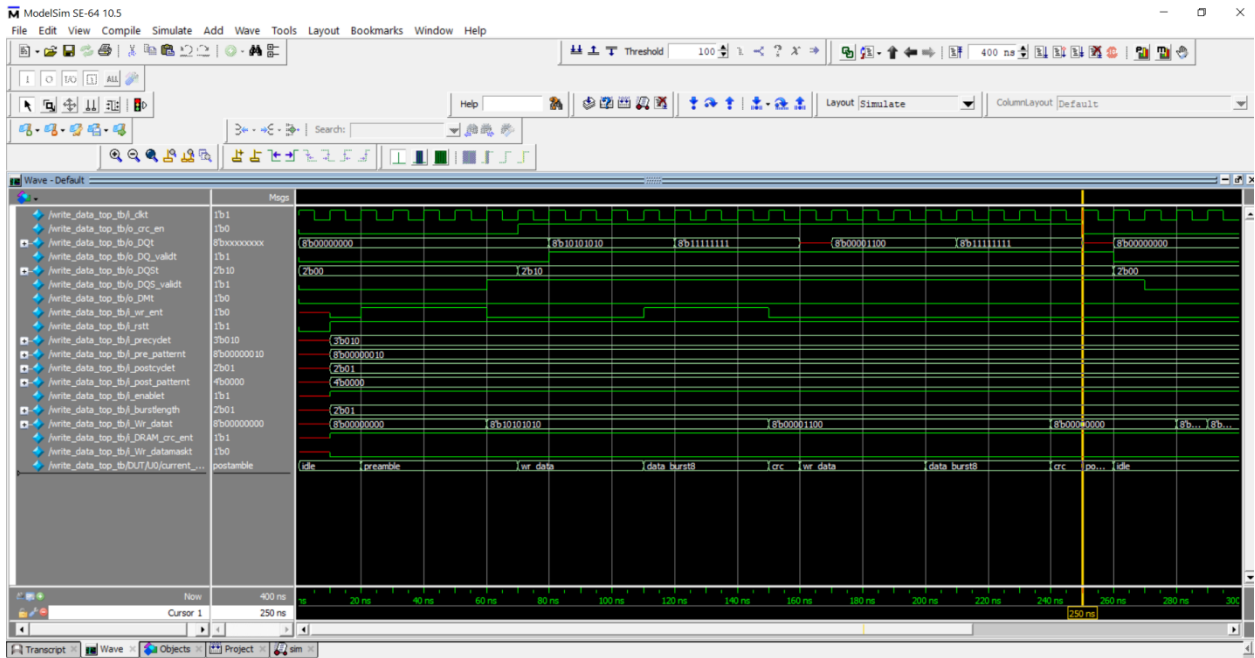 ModelSim SE-64 10.5
File Edit View Compile Simulate Add Wave Tools Layout Bookmarks Window Help
Threshold 100 400 ns
ALL
Help Layout Simulate ColumnLayout Default
Search:
Wave - Default
Msgs
/write_data_top_tb/i_clkt 1'b1
/write_data_top_tb/o_crc_en 1'b0
/write_data_top_tb/o_DQt 8'bxxxxxxxx 8'b00000000 8'b10101010 8'b11111111 8'b00001100 8'b11111111 8'b00000000
/write_data_top_tb/o_DQ_validt 1'b1
/write_data_top_tb/o_DQSt 2'b10 2'b00 2'b10 2'b00
/write_data_top_tb/o_DQS_validt 1'b1
/write_data_top_tb/o_DMt 1'b0
/write_data_top_tb/i_wr_ent 1'b0
/write_data_top_tb/i_rstt 1'b1
/write_data_top_tb/i_precyclet 3'b010 3'b010
/write_data_top_tb/i_pre_patternt 8'b00000010 8'b00000010
/write_data_top_tb/i_postcyclet 2'b01 2'b01
/write_data_top_tb/i_post_patternt 4'b0000 4'b0000
/write_data_top_tb/i_enablet 1'b1
/write_data_top_tb/i_burstlength 2'b01 2'b01
/write_data_top_tb/i_Wr_datat 8'b00000000 8'b00000000 8'b10101010 8'b00001100 8'b00000000 8'b... 8'b...
/write_data_top_tb/i_DRAM_crc_ent 1'b1
/write_data_top_tb/i_Wr_datamaskt 1'b0
/write_data_top_tb/DUT/U0/current_... postamble idle preamble wr_data data_burst8 crc wr_data data_burst8 crc po... idle
Now 400 ns ns 20 ns 40 ns 60 ns 80 ns 100 ns 120 ns 140 ns 160 ns 180 ns 200 ns 220 ns 240 ns 260 ns 280 ns 300
Cursor 1 250 ns 250 ns
Transcript Wave Objects Project sim